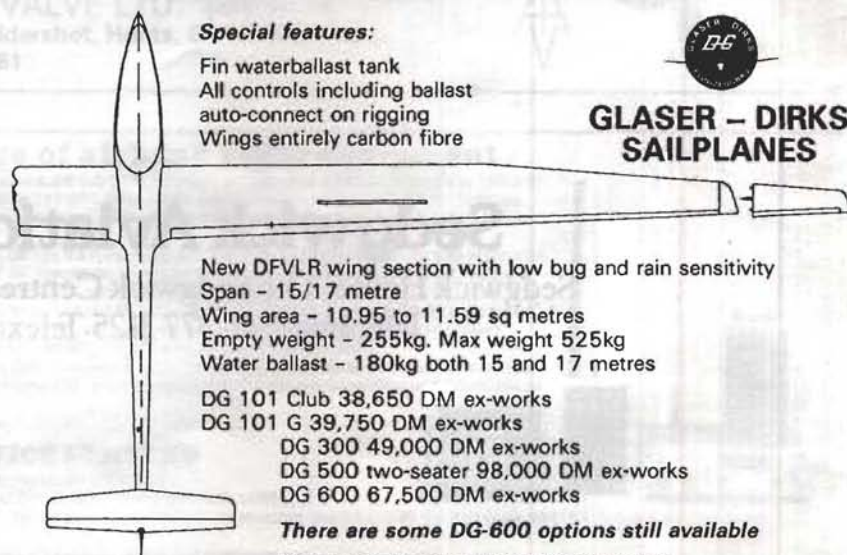 Special features:
Fin waterballast tank
All controls including ballast
auto-connect on rigging
Wings entirely carbon fibre
GLASER DIRKS
DG
GLASER – DIRKS
SAILPLANES
New DFVLR wing section with low bug and rain sensitivity
Span – 15/17 metre
Wing area – 10.95 to 11.59 sq metres
Empty weight – 255kg. Max weight 525kg
Water ballast – 180kg both 15 and 17 metres
DG 101 Club 38,650 DM ex-works
DG 101 G 39,750 DM ex-works
DG 300 49,000 DM ex-works
DG 500 two-seater 98,000 DM ex-works
DG 600 67,500 DM ex-works
There are some DG-600 options still available